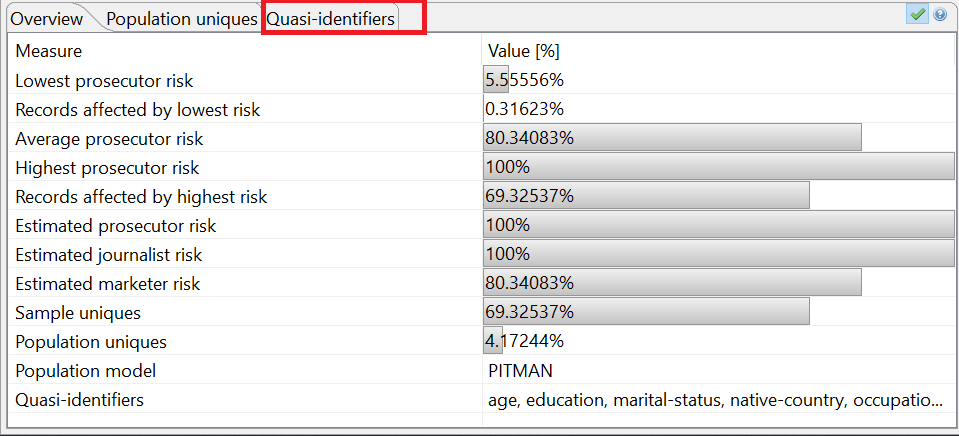 Overview Population uniques Quasi-identifiers
Measure Value [%]
Lowest prosecutor risk 5.55556%
Records affected by lowest risk 0.31623%
Average prosecutor risk 80.34083%
Highest prosecutor risk 100%
Records affected by highest risk 69.32537%
Estimated prosecutor risk 100%
Estimated journalist risk 100%
Estimated marketer risk 80.34083%
Sample uniques 69.32537%
Population uniques 4.17244%
Population model PITMAN
Quasi-identifiers age, education, marital-status, native-country, occupatio...